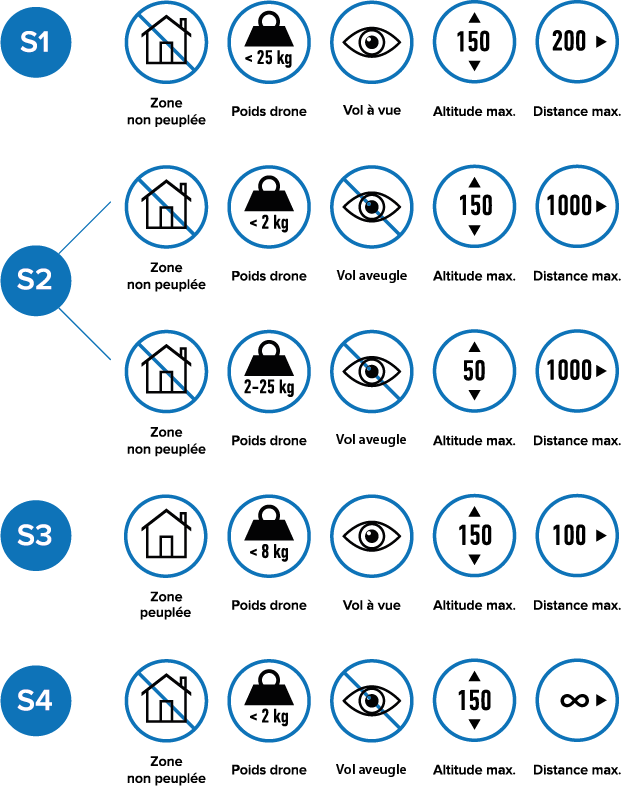 S1
< 25 kg
150
200
Zone
non peuplée
Poids drone
Vol à vue
Altitude max.
Distance max.
S2
< 2 kg
150
1000
Zone
non peuplée
Poids drone
Vol aveugle
Altitude max.
Distance max.
2-25 kg
50
1000
Zone
non peuplée
Poids drone
Vol aveugle
Altitude max.
Distance max.
S3
< 8 kg
150
100
Zone
peuplée
Poids drone
Vol à vue
Altitude max.
Distance max.
S4
< 2 kg
150
∞
Zone
non peuplée
Poids drone
Vol aveugle
Altitude max.
Distance max.